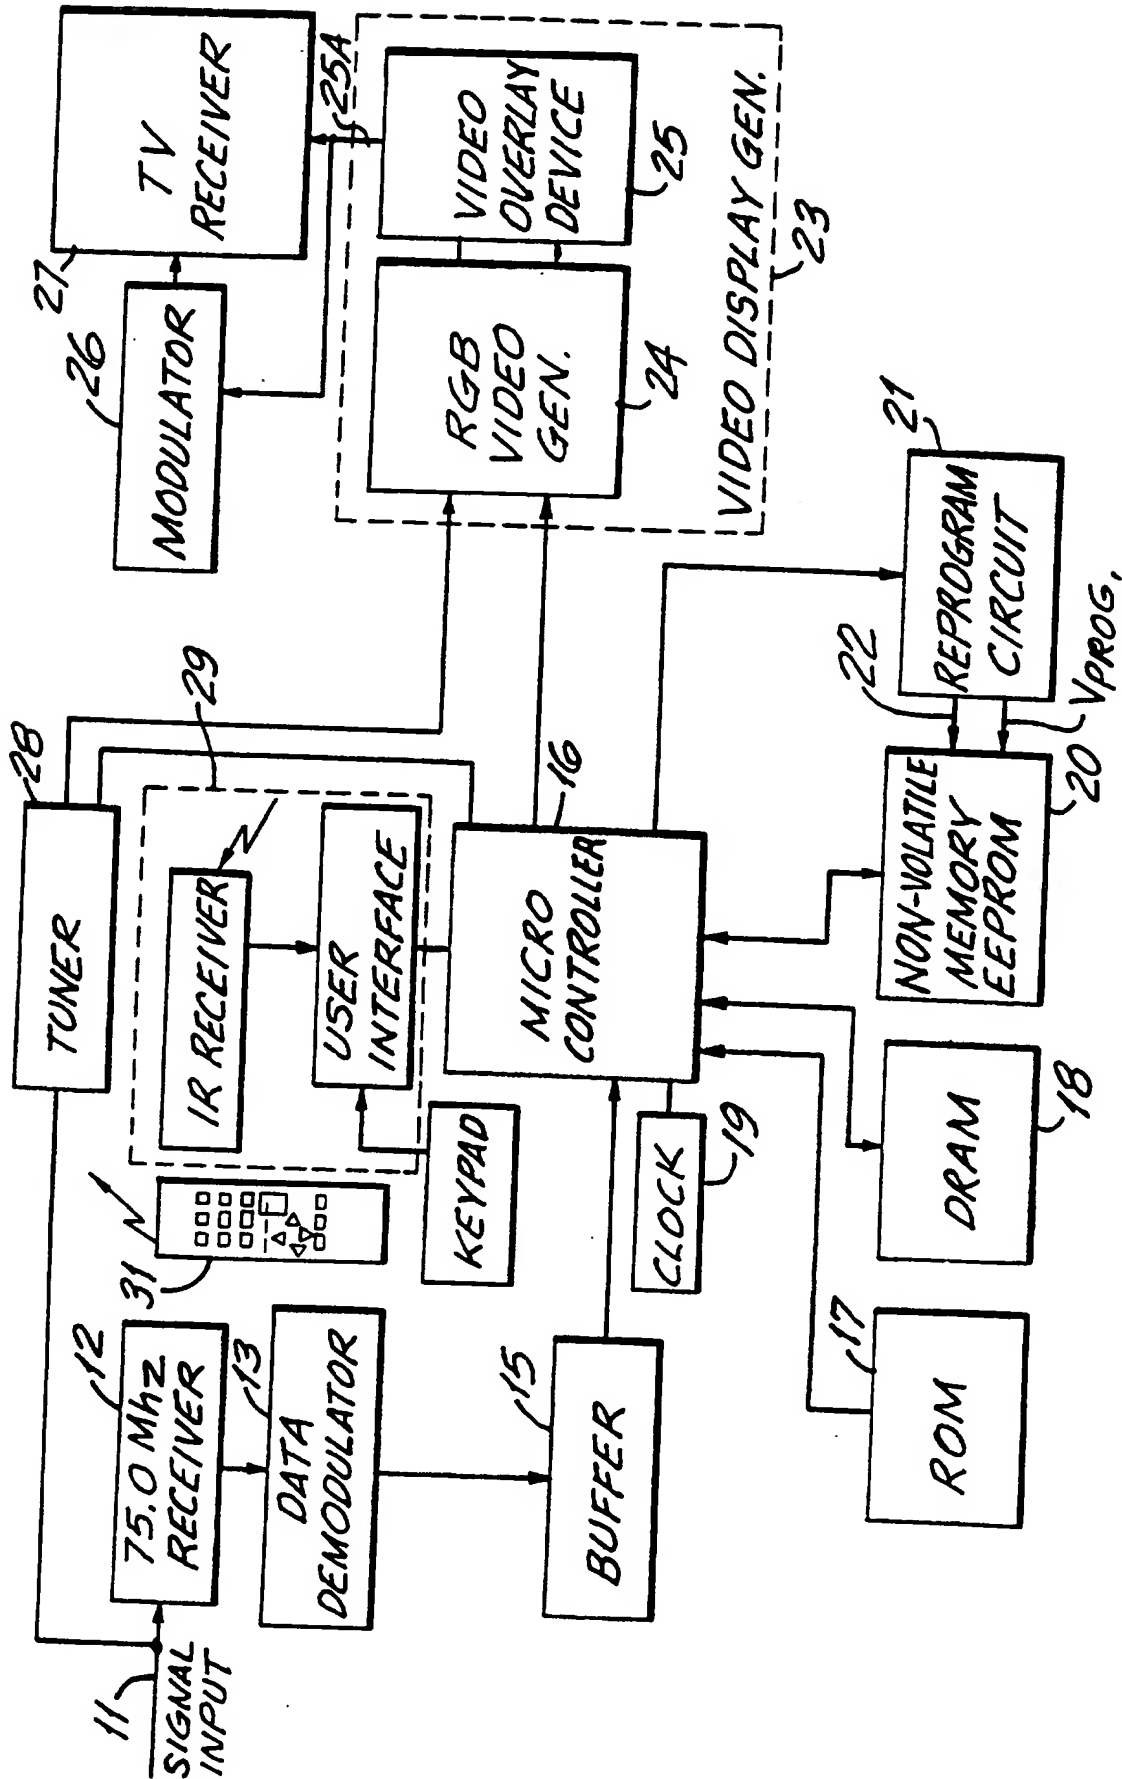 11
SIGNAL
INPUT
12
75.0 Mhz
RECEIVER
13
DATA
DEMODULATOR
15
BUFFER
17
ROM
28
TUNER
31
29
IR RECEIVER
USER
INTERFACE
KEYPAD
16
MICRO
CONTROLLER
CLOCK
19
DRAM
18
NON-VOLATILE
MEMORY
EEPROM
20
22
VPROG.
21
REPROGRAM
CIRCUIT
26
MODULATOR
27
TV
RECEIVER
25A
RGB
VIDEO
GEN.
24
VIDEO
OVERLAY
DEVICE
25
VIDEO DISPLAY GEN.
23